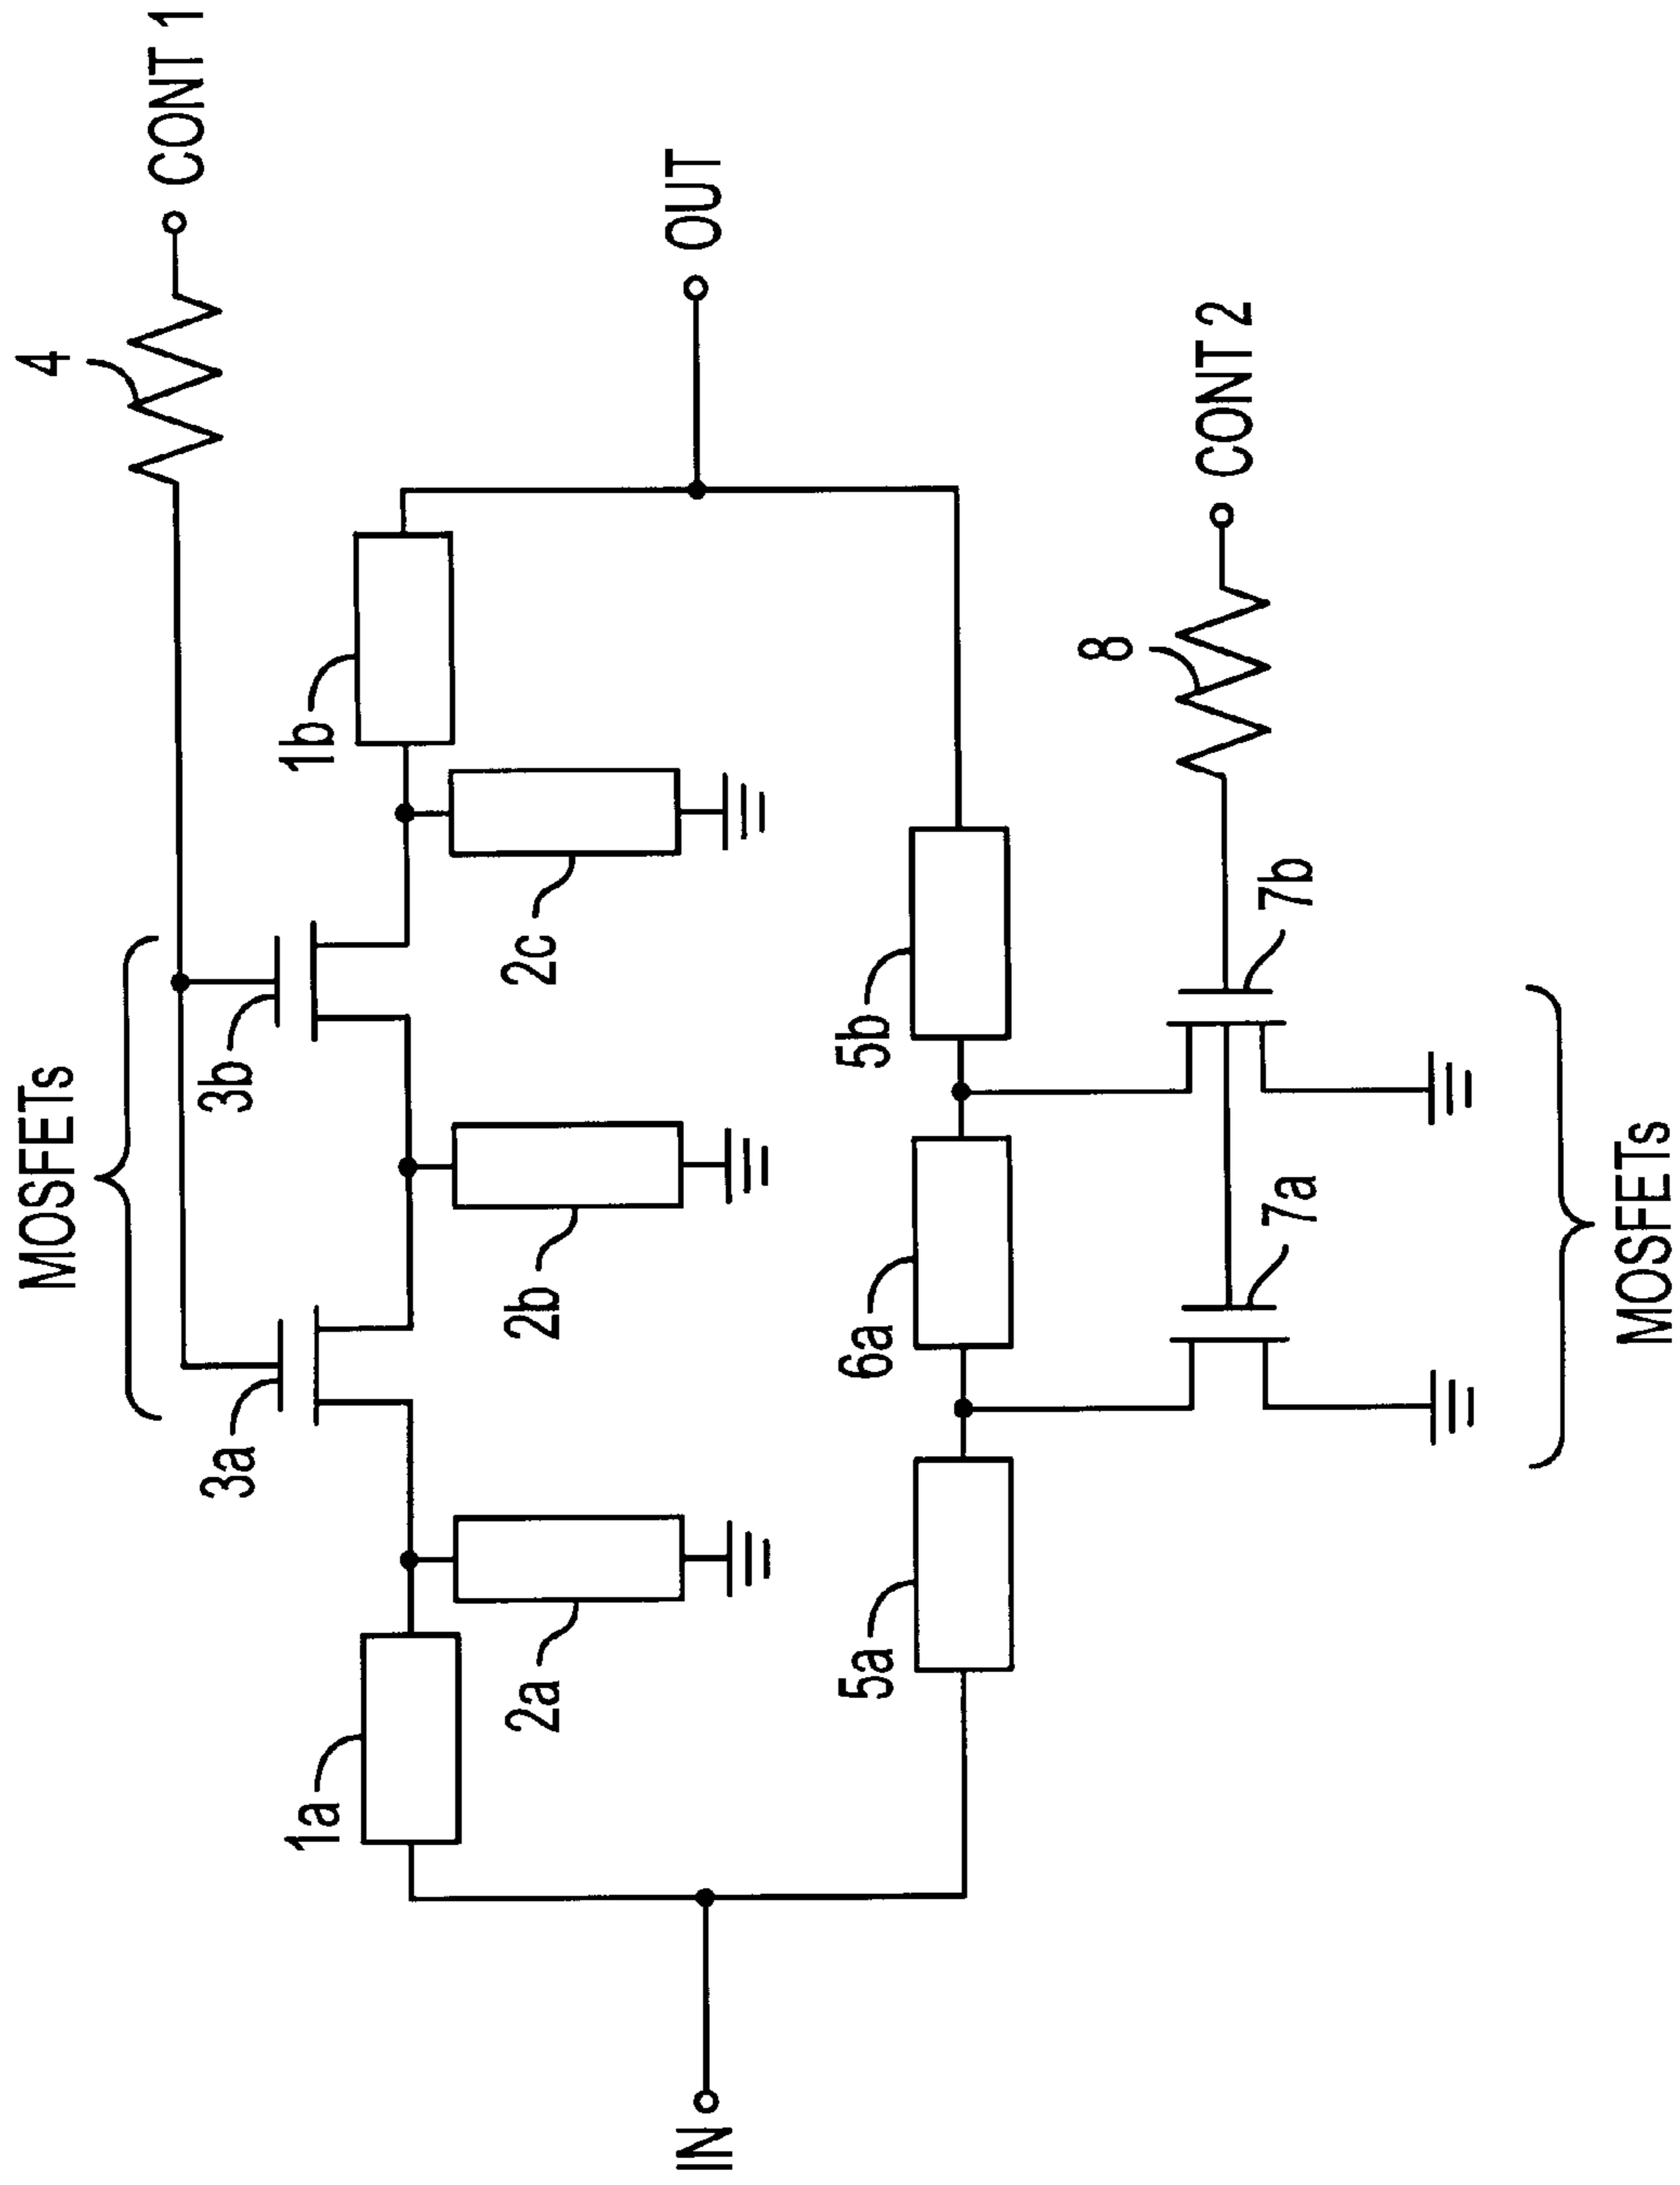 MOSFETs
4
CONT 1
3a
3b
1a
1b
2a
2b
2c
IN
OUT
5a
6a
5b
8
CONT 2
7a
7b
MOSFETs